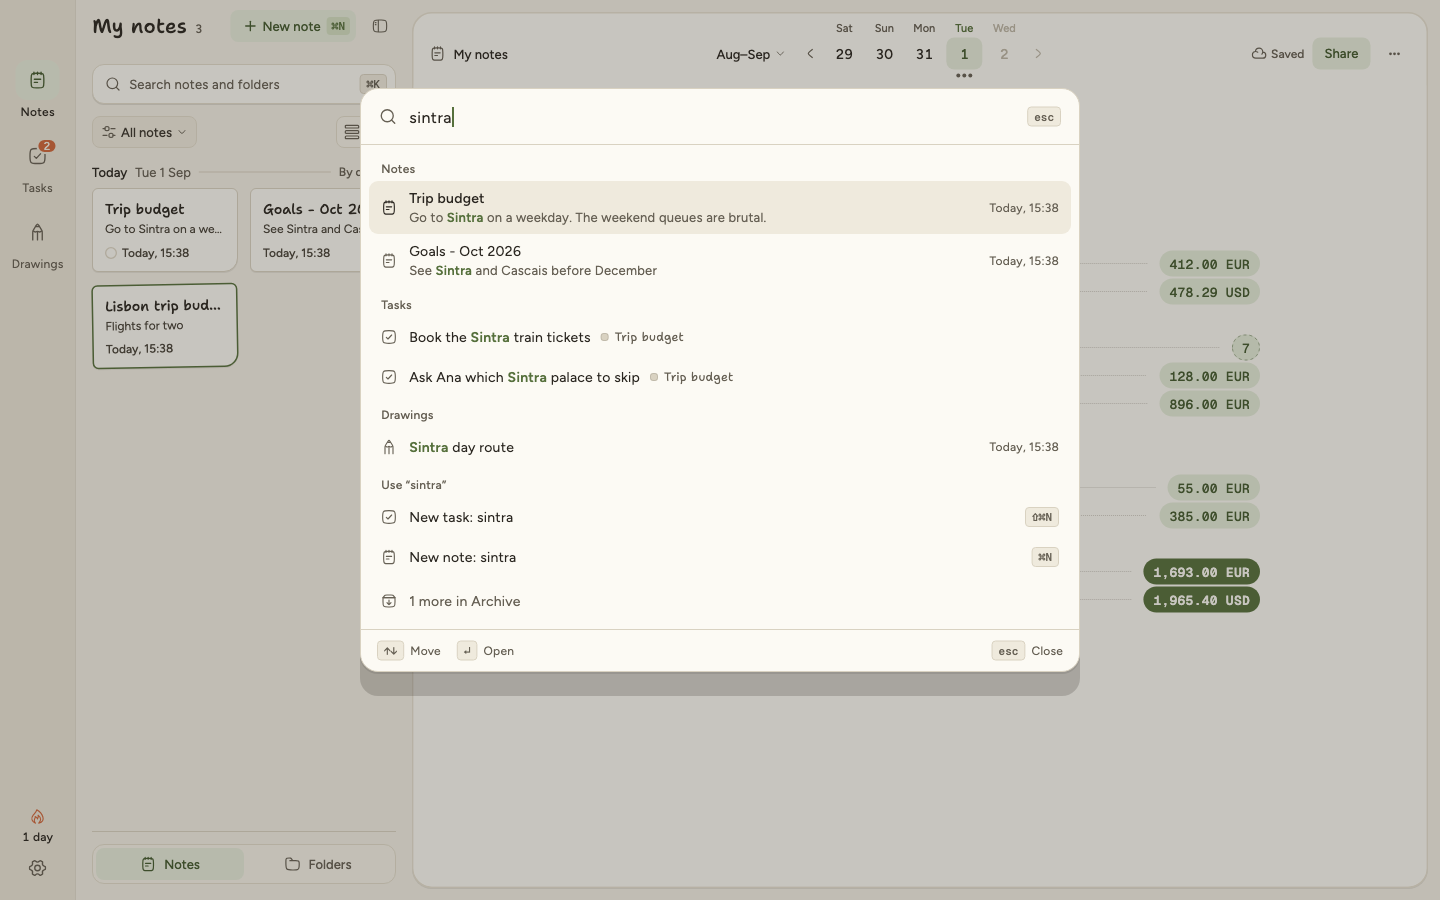 My notes 3
New note ⌘N
Search notes and folders ⌘K
All notes
Today Tue 1 Sep
Trip budget
Go to Sintra on a we...
Today, 15:38
Goals - Oct 20
See Sintra and Cas
Today, 15:38
Lisbon trip bud...
Flights for two
Today, 15:38
Notes
2
Tasks
Drawings
1 day
Notes
Folders
My notes
Aug–Sep
Sat Sun Mon Tue Wed
29 30 31 1 2
Saved
Share
412.00 EUR
478.29 USD
7
128.00 EUR
896.00 EUR
55.00 EUR
385.00 EUR
1,693.00 EUR
1,965.40 USD
sintra
esc
Notes
Trip budget
Go to Sintra on a weekday. The weekend queues are brutal.
Today, 15:38
Goals - Oct 2026
See Sintra and Cascais before December
Today, 15:38
Tasks
Book the Sintra train tickets Trip budget
Ask Ana which Sintra palace to skip Trip budget
Drawings
Sintra day route
Today, 15:38
Use “sintra”
New task: sintra ⇧⌘N
New note: sintra ⌘N
1 more in Archive
↑↓ Move ↵ Open
esc Close